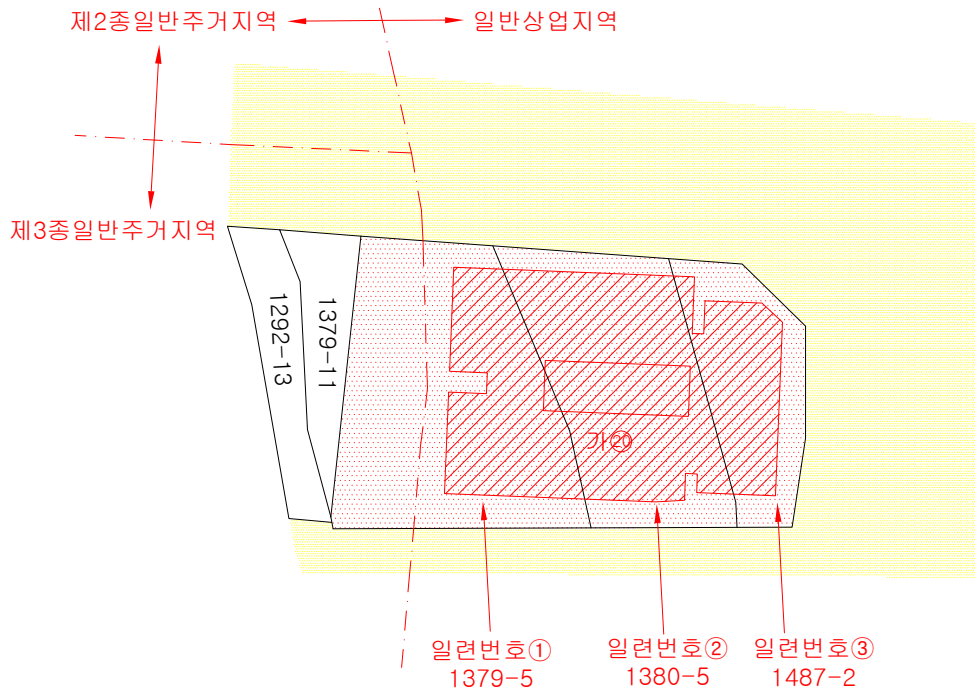 제2종일반주거지역
일반상업지역
제3종일반주거지역
1292-13
1379-11
가⑳
일련번호①
1379-5
일련번호②
1380-5
일련번호③
1487-2